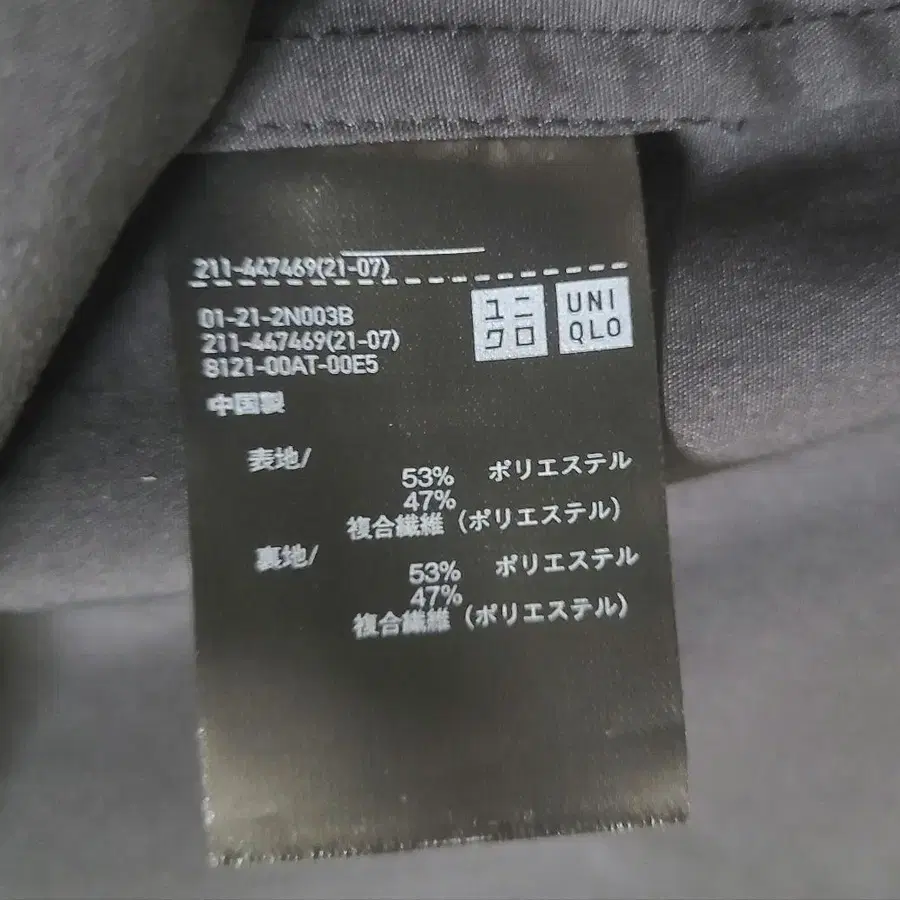 211-447469(21-07)
ユニ
クロ
UNI
QLO
01-21-2N003B
211-447469(21-07)
8121-00AT-00E5
中国製
表地/
53% ポリエステル
47%
複合繊維（ポリエステル）
裏地/
53% ポリエステル
47%
複合繊維（ポリエステル）